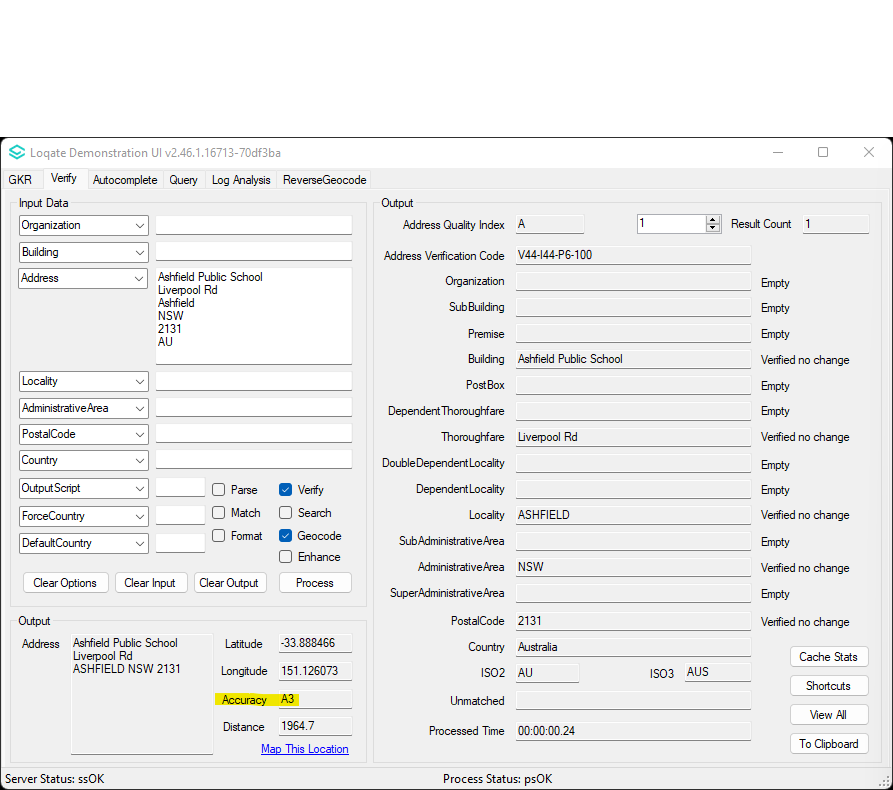 Loqate Demonstration UI v2.46.1.16713-70df3ba
GKR Verify Autocomplete Query Log Analysis ReverseGeocode
Input Data
Organization
Building
Address
Ashfield Public School
Liverpool Rd
Ashfield
NSW
2131
AU
Locality
AdministrativeArea
PostalCode
Country
OutputScript Parse Verify
ForceCountry Match Search
DefaultCountry Format Geocode
Enhance
Clear Options Clear Input Clear Output Process
Output
Address
Ashfield Public School
Liverpool Rd
ASHFIELD NSW 2131
Latitude -33.888466
Longitude 151.126073
Accuracy A3
Distance 1964.7
Map This Location
Output
Address Quality Index A 1 Result Count 1
Address Verification Code V44-I44-P6-100
Organization Empty
SubBuilding Empty
Premise Empty
Building Ashfield Public School Verified no change
PostBox Empty
DependentThoroughfare Empty
Thoroughfare Liverpool Rd Verified no change
DoubleDependentLocality Empty
DependentLocality Empty
Locality ASHFIELD Verified no change
SubAdministrativeArea Empty
AdministrativeArea NSW Verified no change
SuperAdministrativeArea Empty
PostalCode 2131 Verified no change
Country Australia
ISO2 AU ISO3 AUS
Unmatched
Processed Time 00:00:00.24
Cache Stats
Shortcuts
View All
To Clipboard
Server Status: ssOK Process Status: psOK